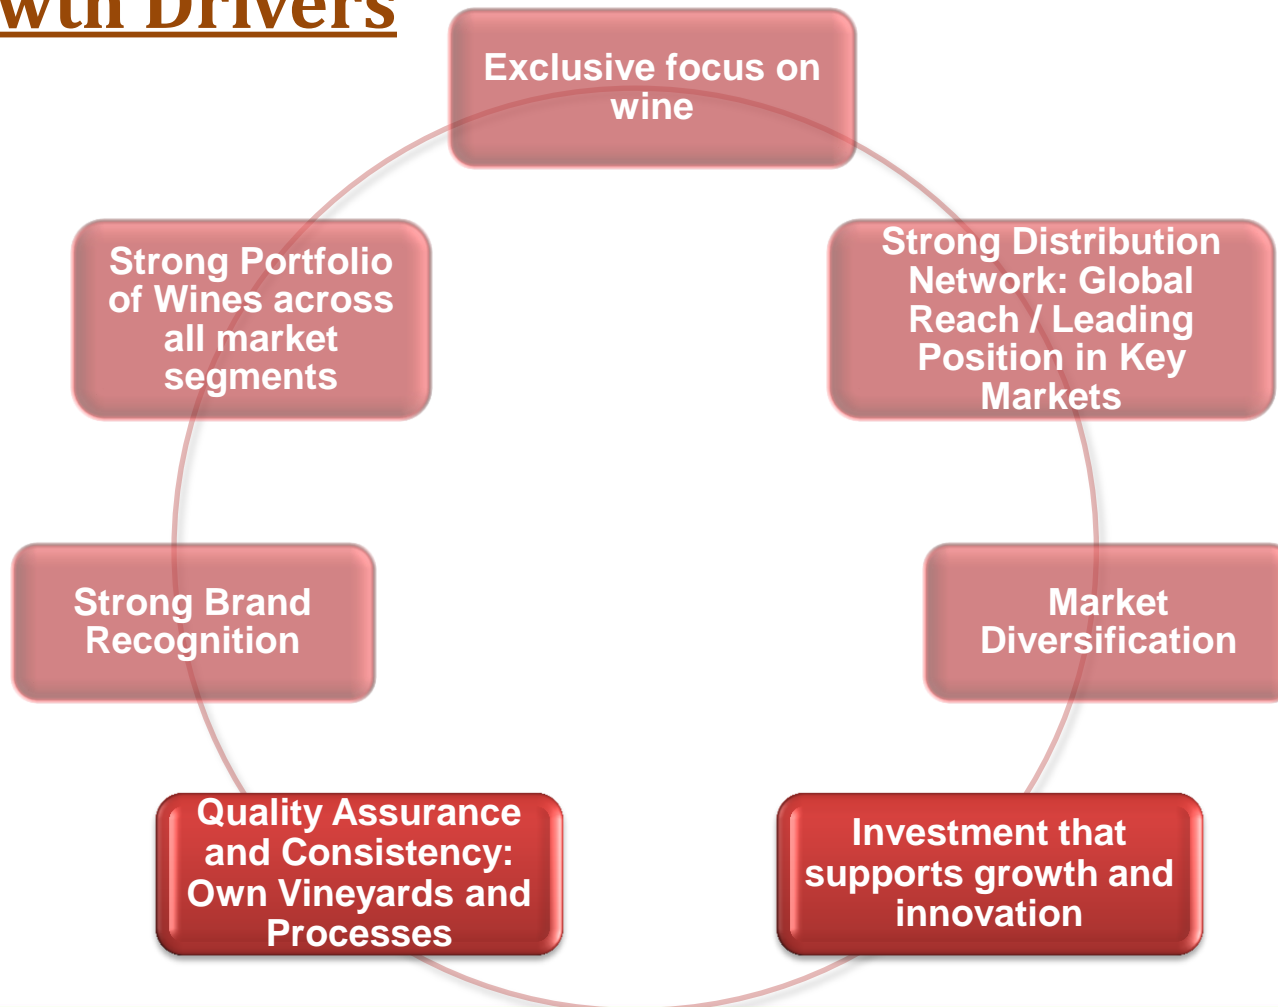 wth Drivers
Exclusive focus on
wine
Strong Distribution
Network: Global
Reach / Leading
Position in Key
Markets
Market
Diversification
Investment that
supports growth and
innovation
Quality Assurance
and Consistency:
Own Vineyards and
Processes
Strong Brand
Recognition
Strong Portfolio
of Wines across
all market
segments